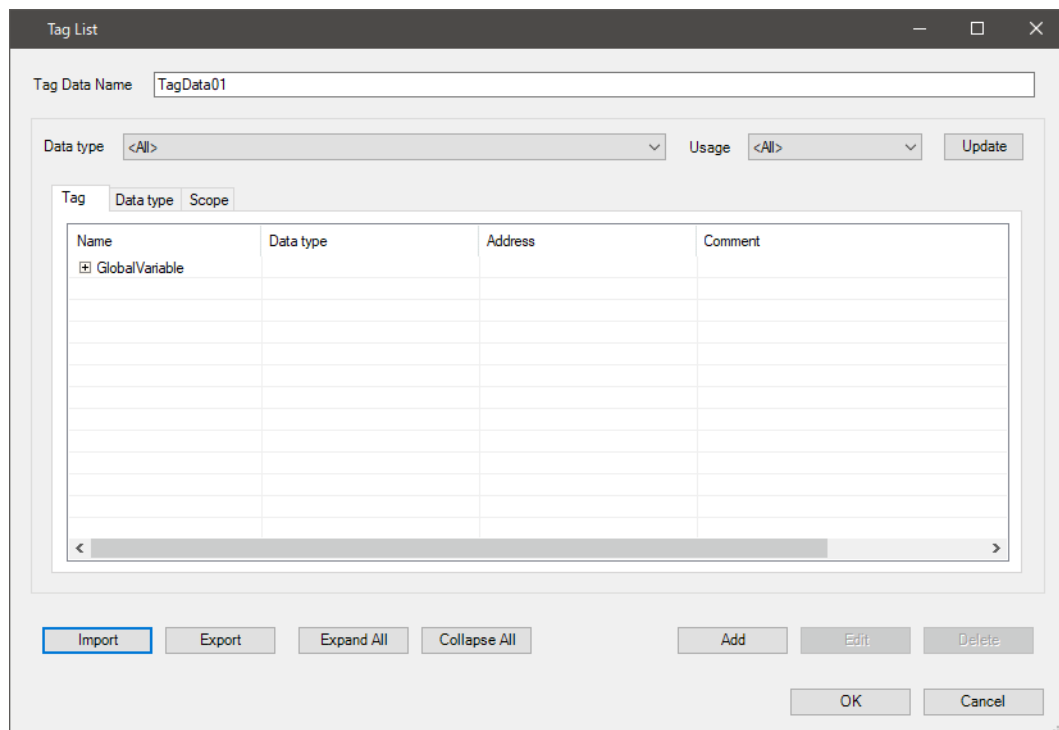 Tag List
Tag Data Name TagData01
Data type <All> Usage <All> Update
Tag Data type Scope
Name Data type Address Comment
GlobalVariable
Import Export Expand All Collapse All Add Edit Delete
OK Cancel